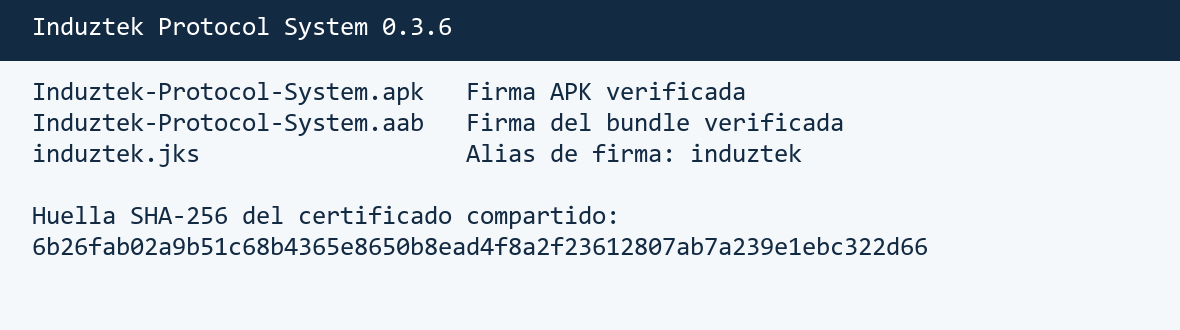 Induztek Protocol System 0.3.6
Induztek-Protocol-System.apk   Firma APK verificada
Induztek-Protocol-System.aab   Firma del bundle verificada
induztek.jks                   Alias de firma: induztek
Huella SHA-256 del certificado compartido:
6b26fab02a9b51c68b4365e8650b8ead4f8a2f23612807ab7a239e1ebc322d66